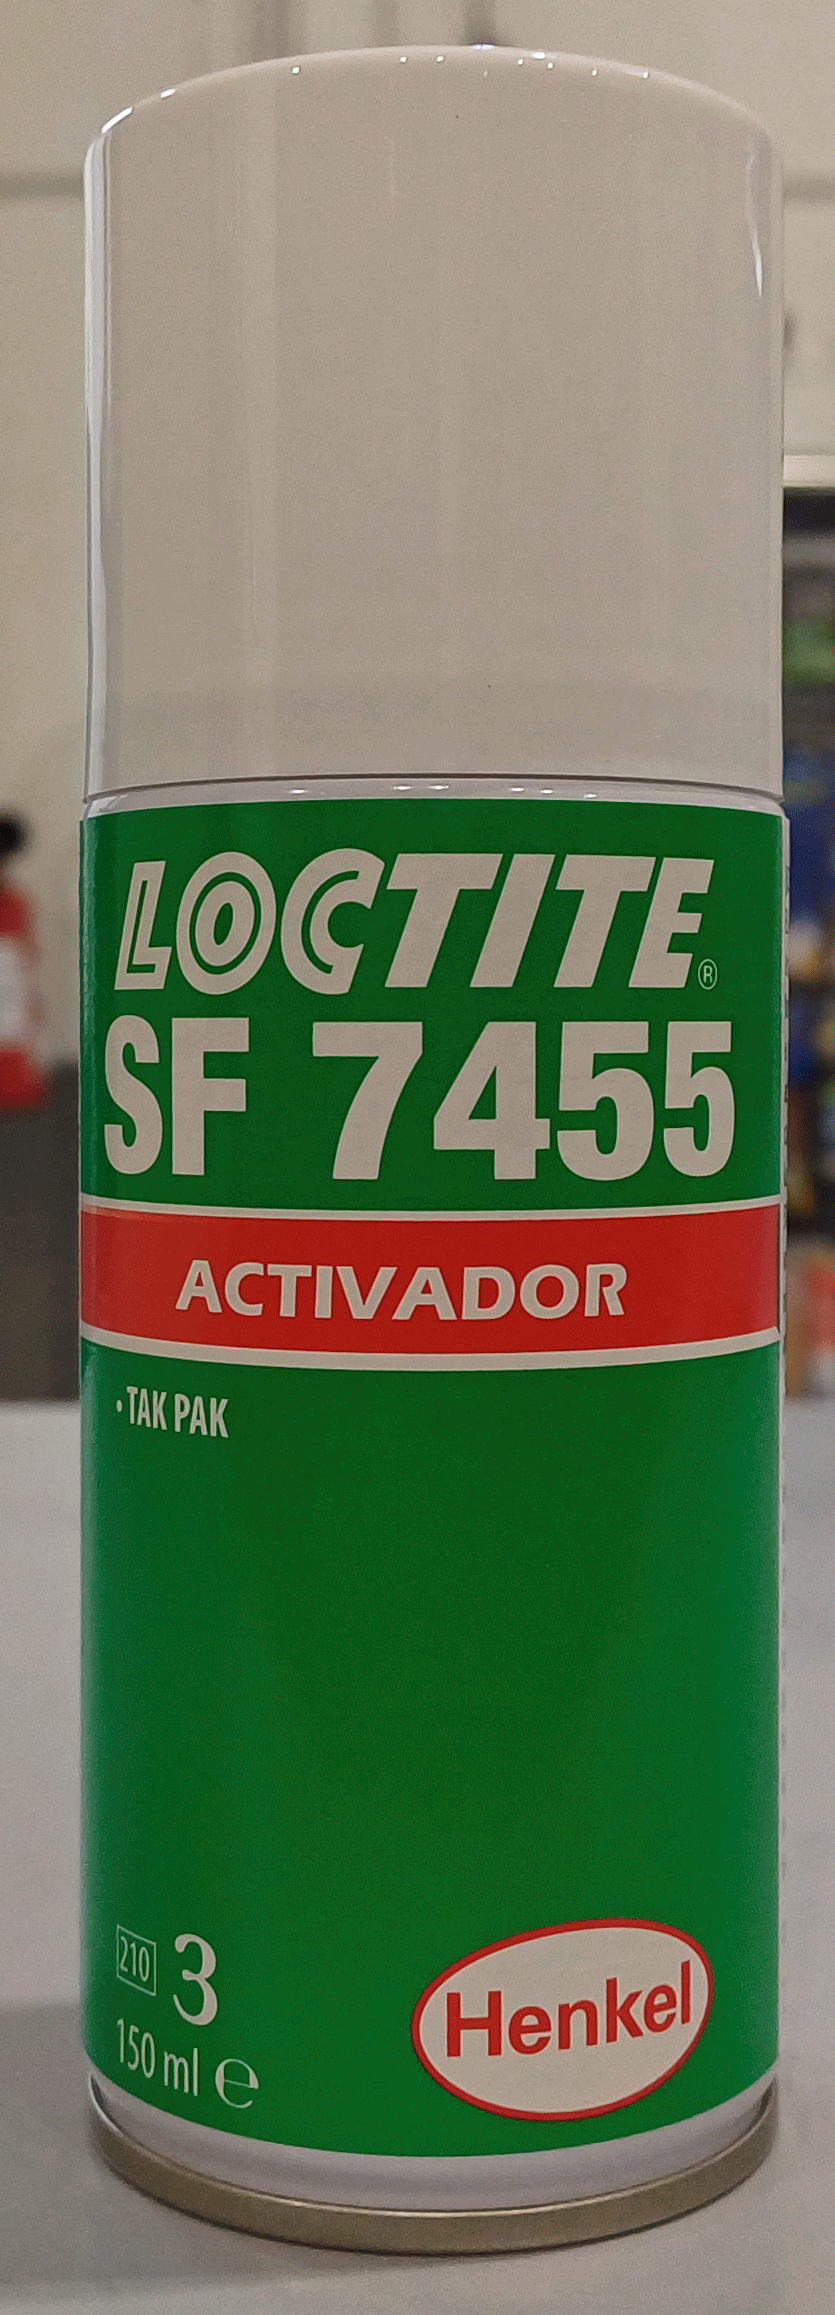 LOCTITE®
SF 7455
ACTIVADOR
• TAK PAK
210 3
150 ml ℮
Henkel